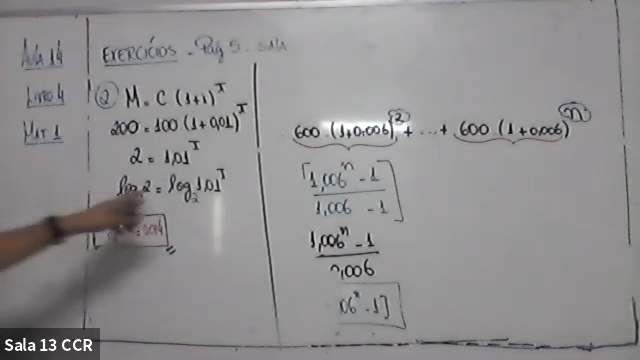 Aula 14
Livro 4
Mat 1
EXERCÍCIOS - Pág 5 - SALA
② M = C (1+i)^T
200 = 100 (1+0,01)^T
2 = 1,01^T
log 2 = log 1,01^T
600 · (1+0,006) + ... + 600 (1+0,006)^n
1,006^n - 1
1,006 - 1
1,006^n - 1
0,006
06^n - 1]
Sala 13 CCR